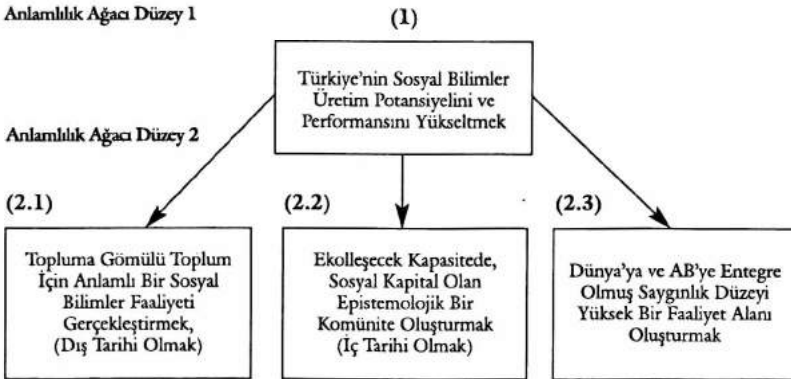 Anlamlılık Ağacı Düzey 1
(1)
Türkiye'nin Sosyal Bilimler
Üretim Potansiyelini ve
Performansını Yükseltmek
Anlamlılık Ağacı Düzey 2
(2.1)
Topluma Gömülü Toplum
İçin Anlamlı Bir Sosyal
Bilimler Faaliyeti
Gerçekleştirmek,
(Dış Tarihi Olmak)
(2.2)
Ekolleşecek Kapasitede,
Sosyal Kapital Olan
Epistemolojik Bir
Komünite Oluşturmak
(İç Tarihi Olmak)
(2.3)
Dünya'ya ve AB'ye Entegre
Olmuş Saygınlık Düzeyi
Yüksek Bir Faaliyet Alanı
Oluşturmak